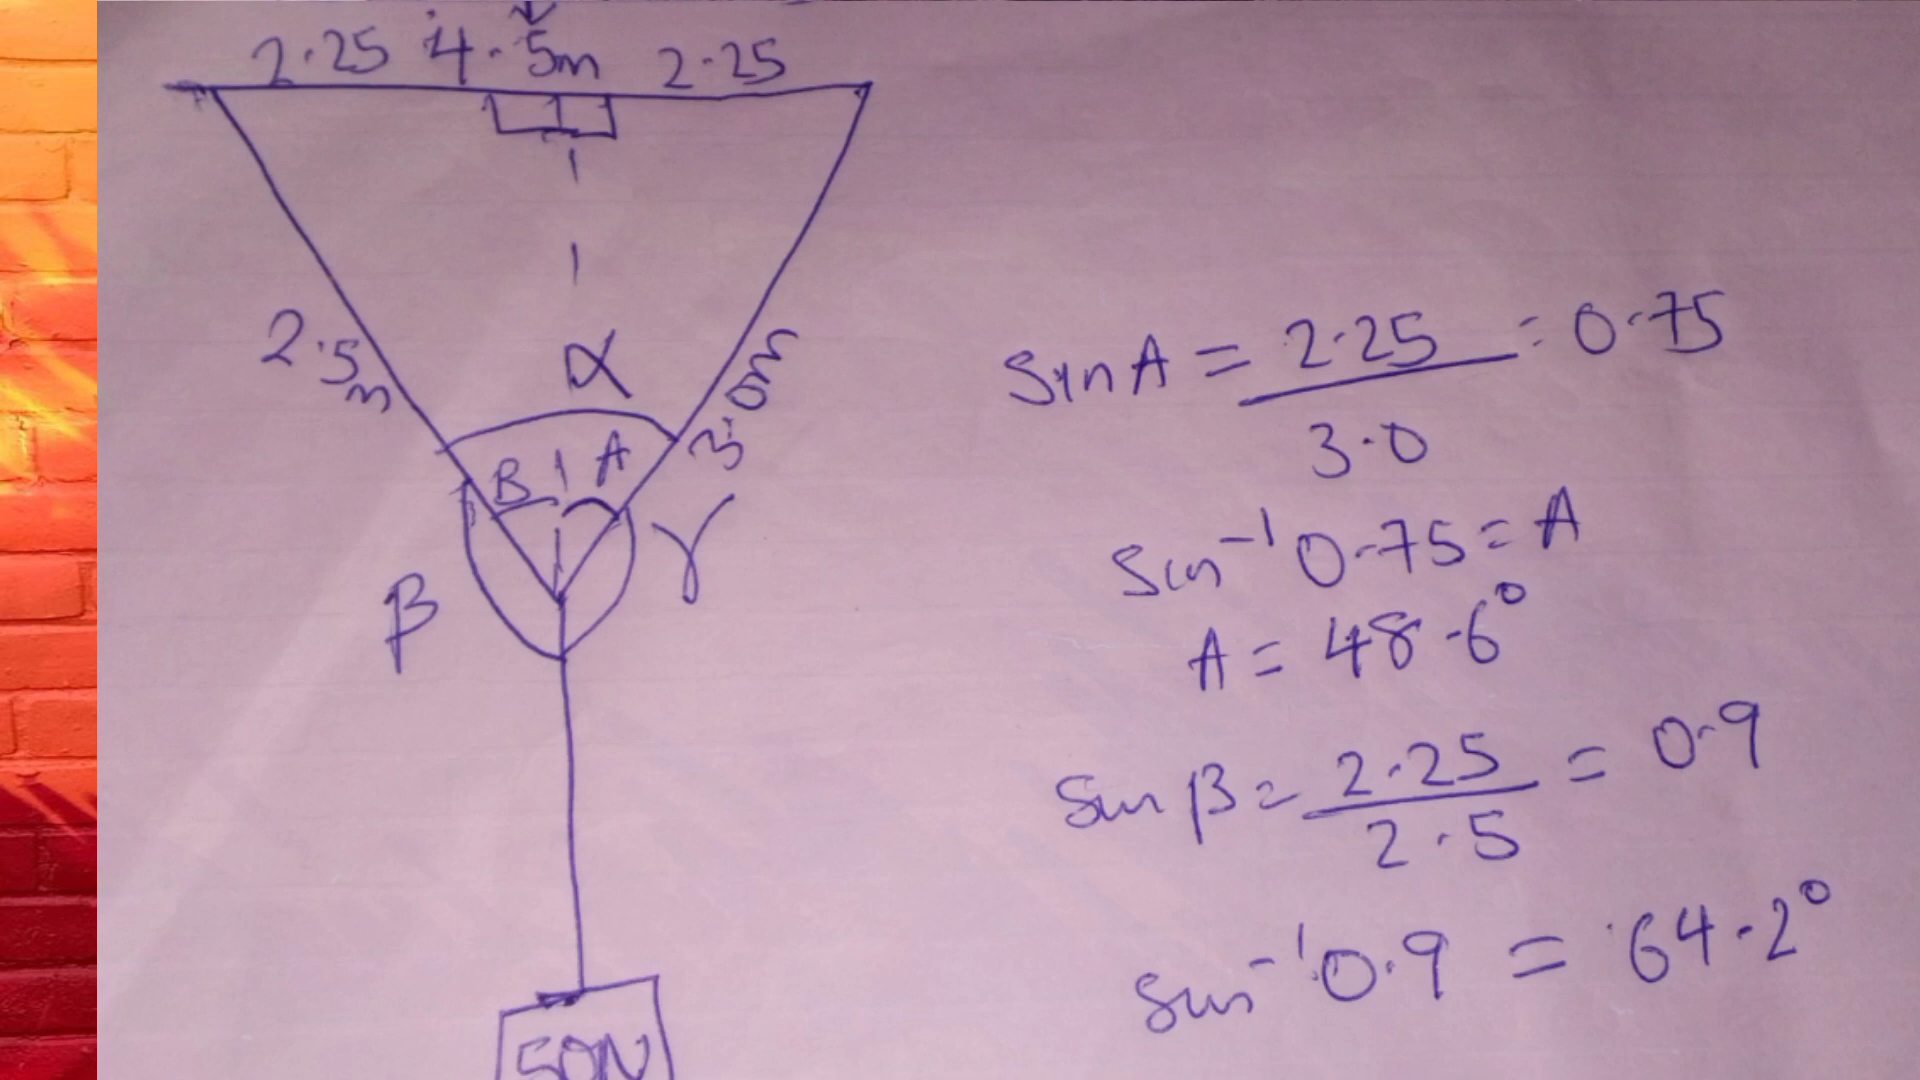 2.25 4.5m 2.25
2.5m
3.0m
α
B A
β
γ
50N
Sin A = 2.25 = 0.75
3.0
Sin⁻¹ 0.75 = A
A = 48.6°
Sin β = 2.25 = 0.9
2.5
Sin⁻¹ 0.9 = 64.2°